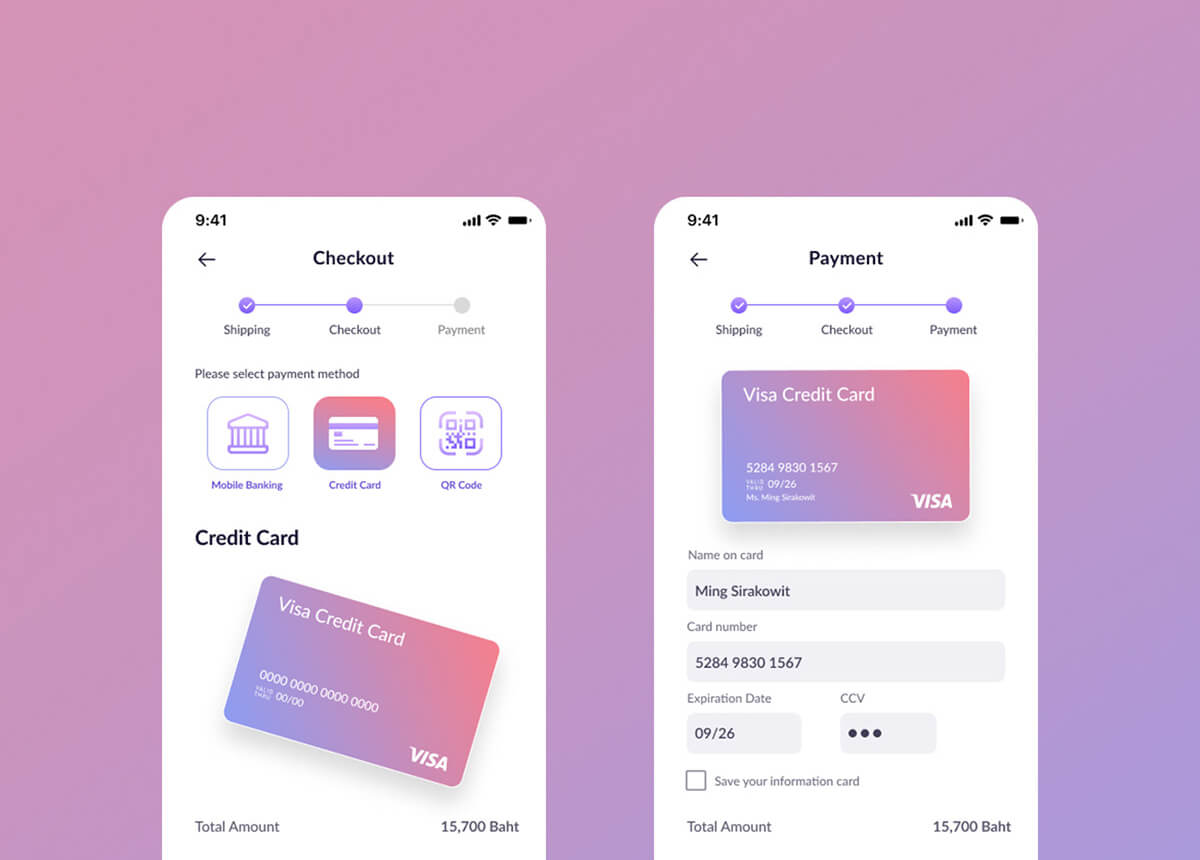 9:41
Checkout
Shipping
Checkout
Payment
Please select payment method
Mobile Banking
Credit Card
QR Code
Credit Card
Visa Credit Card
0000 0000 0000 0000
VALID
THRU 00/00
VISA
Total Amount 15,700 Baht
9:41
Payment
Shipping
Checkout
Payment
Visa Credit Card
5284 9830 1567
VALID
THRU 09/26
Ms. Ming Sirakowit
VISA
Name on card
Ming Sirakowit
Card number
5284 9830 1567
Expiration Date CCV
09/26
Save your information card
Total Amount 15,700 Baht